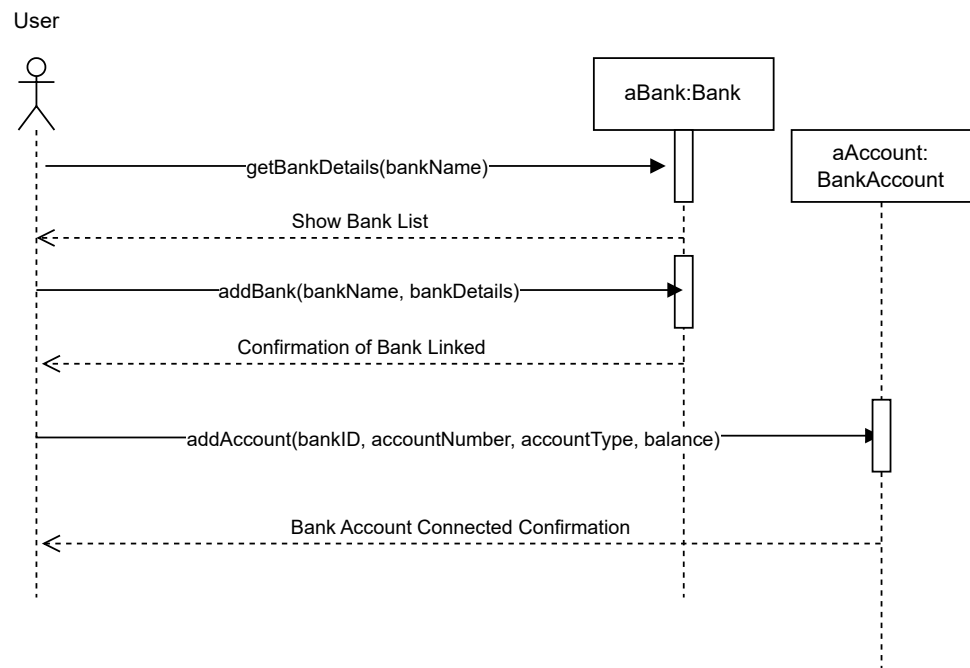 User
aBank:Bank
aAccount:
BankAccount
getBankDetails(bankName)
Show Bank List
addBank(bankName, bankDetails)
Confirmation of Bank Linked
addAccount(bankID, accountNumber, accountType, balance)
Bank Account Connected Confirmation